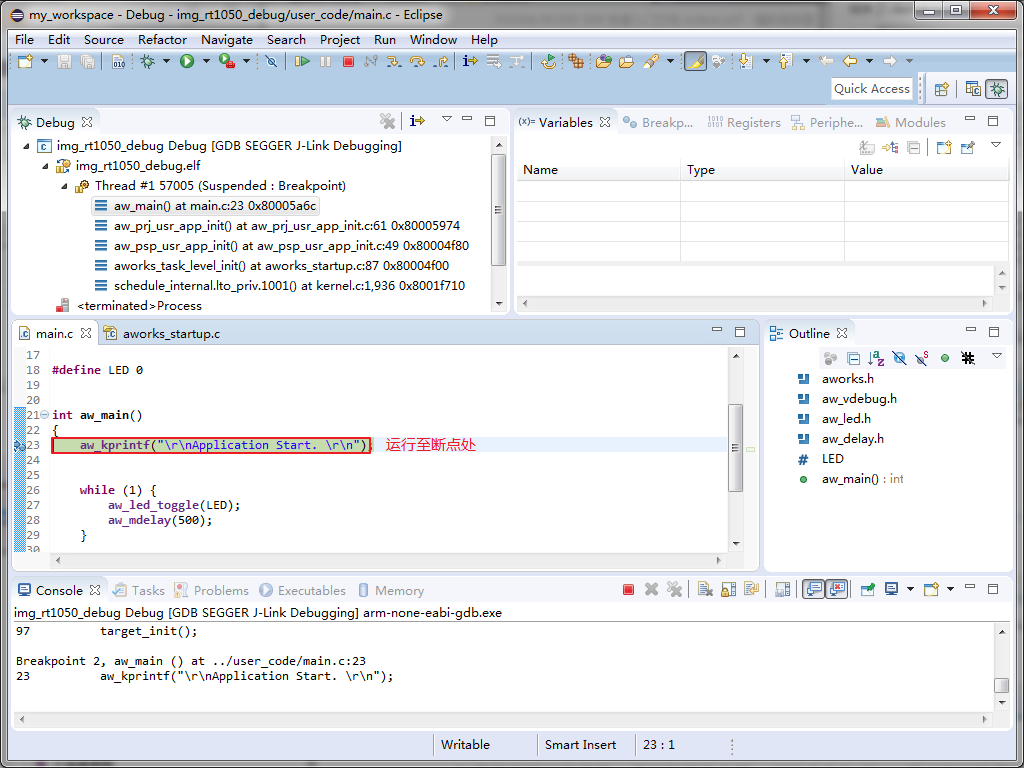 my_workspace - Debug - img_rt1050_debug/user_code/main.c - Eclipse
File Edit Source Refactor Navigate Search Project Run Window Help
Quick Access
Debug
img_rt1050_debug Debug [GDB SEGGER J-Link Debugging]
img_rt1050_debug.elf
Thread #1 57005 (Suspended : Breakpoint)
aw_main() at main.c:23 0x80005a6c
aw_prj_usr_app_init() at aw_prj_usr_app_init.c:61 0x80005974
aw_psp_usr_app_init() at aw_psp_usr_app_init.c:49 0x80004f80
aworks_task_level_init() at aworks_startup.c:87 0x80004f00
schedule_internal.lto_priv.1001() at kernel.c:1,936 0x8001f710
<terminated>Process
(x)= Variables Breakp... Registers Periphe... Modules
Name Type Value
main.c aworks_startup.c
17
18 #define LED 0
19
20
21 int aw_main()
22 {
23 aw_kprintf("\r\nApplication Start. \r\n"); 运行至断点处
24
25
26 while (1) {
27 aw_led_toggle(LED);
28 aw_mdelay(500);
29 }
30
Outline
aworks.h
aw_vdebug.h
aw_led.h
aw_delay.h
# LED
aw_main() : int
Console Tasks Problems Executables Memory
img_rt1050_debug Debug [GDB SEGGER J-Link Debugging] arm-none-eabi-gdb.exe
97 target_init();
Breakpoint 2, aw_main () at ../user_code/main.c:23
23 aw_kprintf("\r\nApplication Start. \r\n");
Writable Smart Insert 23 : 1